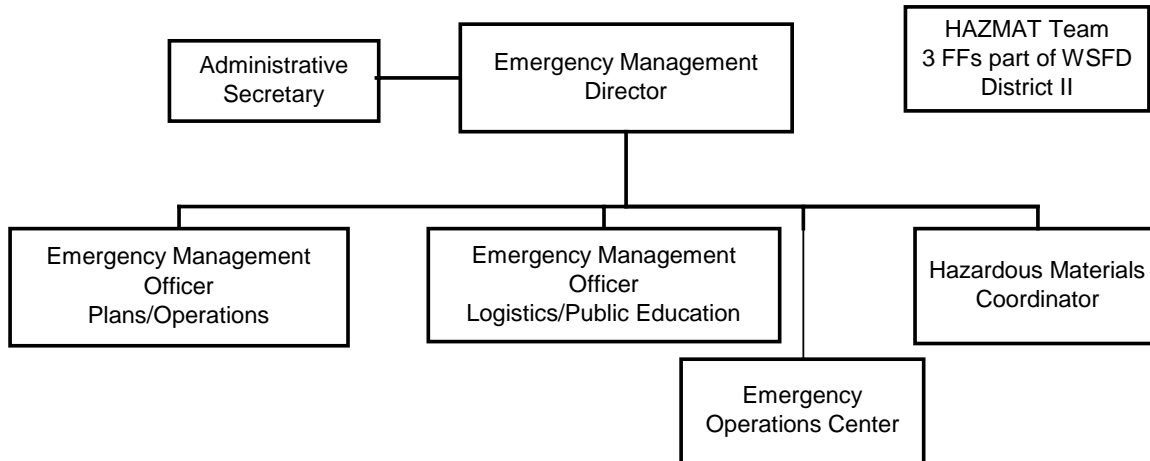 Administrative
Secretary
Emergency Management
Director
HAZMAT Team
3 FFs part of WSFD
District II
Emergency Management
Officer
Plans/Operations
Emergency Management
Officer
Logistics/Public Education
Hazardous Materials
Coordinator
Emergency
Operations Center